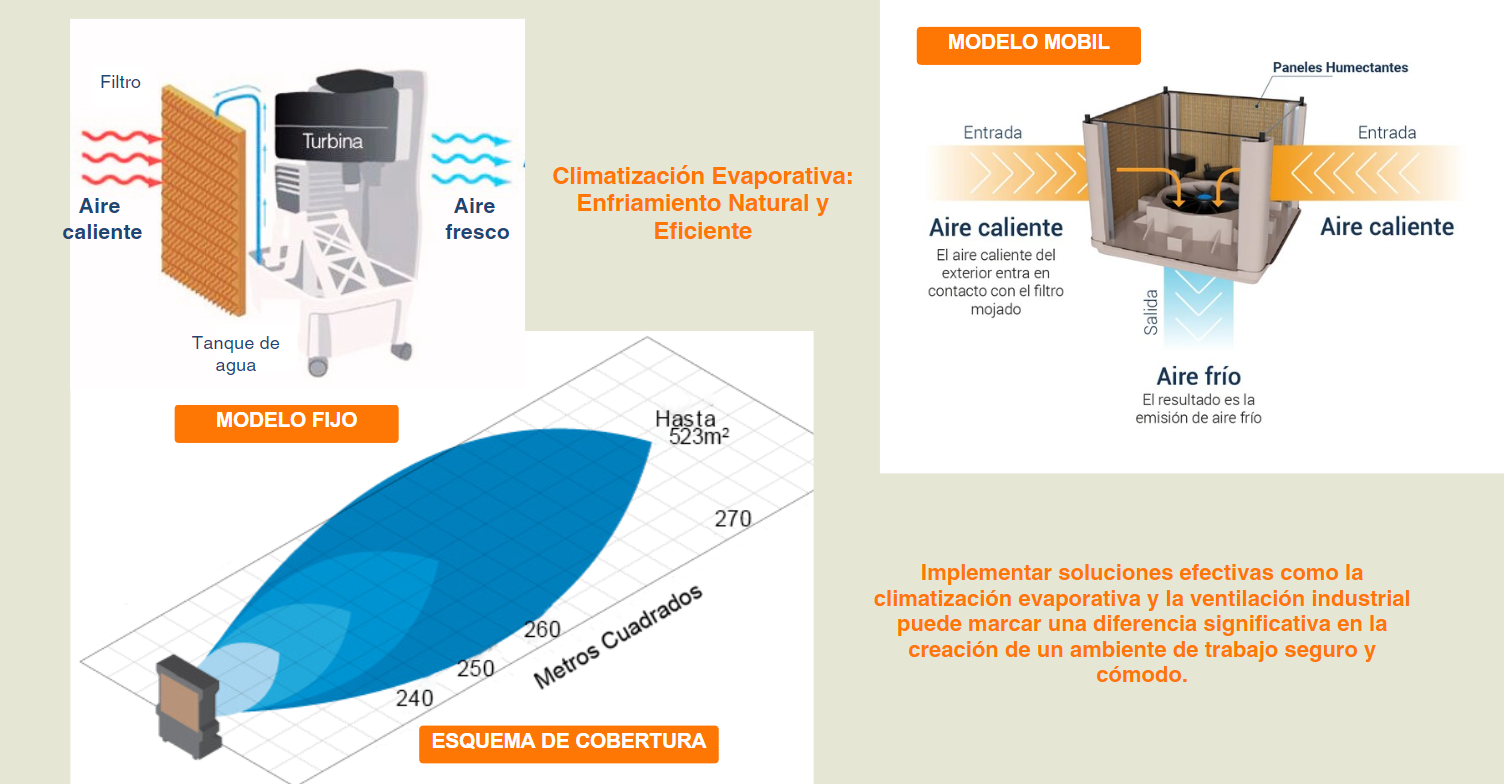 Filtro
Turbina
Aire
caliente
Aire
fresco
Tanque de
agua
MODELO FIJO
Climatización Evaporativa:
Enfriamiento Natural y
Eficiente
MODELO MOBIL
Paneles Humectantes
Entrada
Entrada
Aire caliente
El aire caliente del
exterior entra en
contacto con el filtro
mojado
Aire caliente
Salida
Aire frío
El resultado es la
emisión de aire frío
Hasta
523m²
270
260
250
240
Metros Cuadrados
ESQUEMA DE COBERTURA
Implementar soluciones efectivas como la
climatización evaporativa y la ventilación industrial
puede marcar una diferencia significativa en la
creación de un ambiente de trabajo seguro y
cómodo.